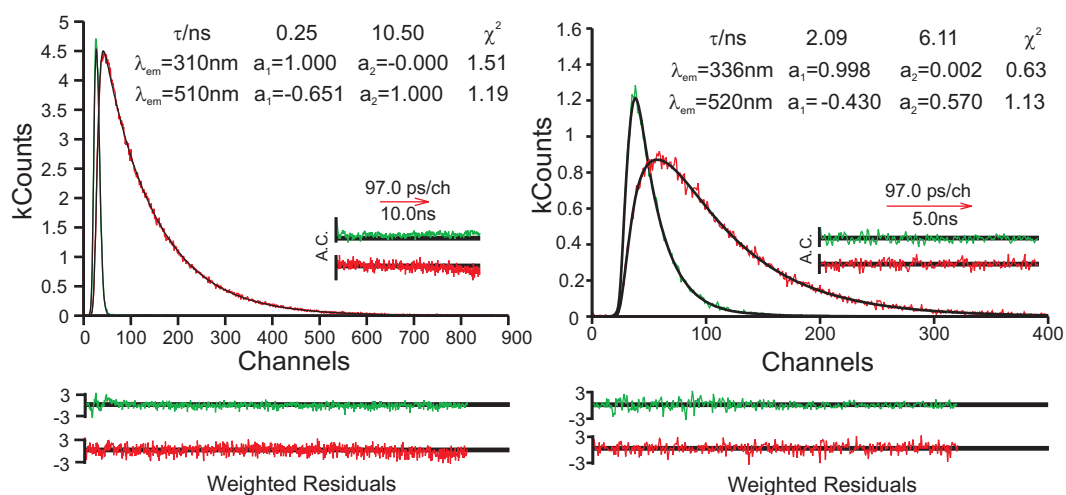 τ/ns 0.25 10.50 χ²
λem=310nm a₁=1.000 a₂=-0.000 1.51
λem=510nm a₁=-0.651 a₂=1.000 1.19
5
4.5
4.5
3.5
3
2.5
2
1.5
1
0.5
0
kCounts
97.0 ps/ch
10.0ns
A.C.
0 100 200 300 400 500 600 700 800 900
Channels
3
-3
3
-3
Weighted Residuals
τ/ns 2.09 6.11 χ²
λem=336nm a₁=0.998 a₂=0.002 0.63
λem=520nm a₁=-0.430 a₂=0.570 1.13
1.6
1.4
1.2
1
0.8
0.6
0.4
0.2
0
kCounts
97.0 ps/ch
5.0ns
A.C.
0 100 200 300 400
Channels
3
-3
3
-3
Weighted Residuals